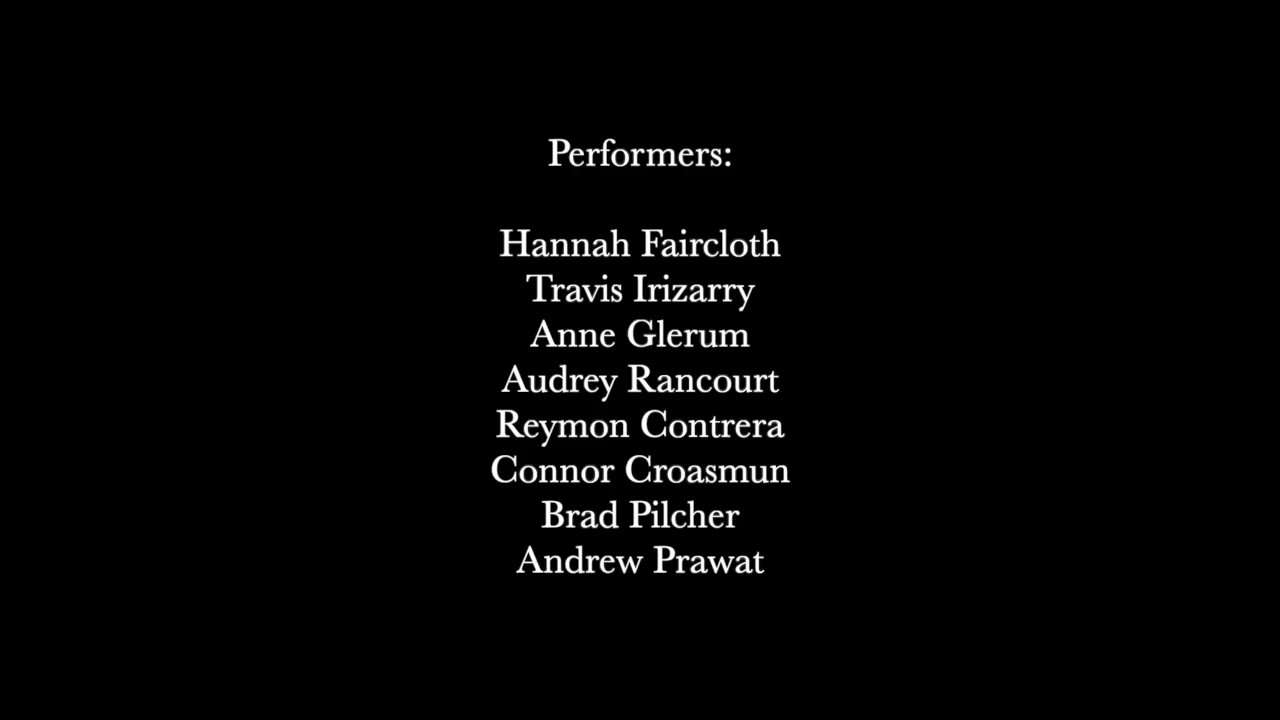 Performers:
Hannah Faircloth
Travis Irizarry
Anne Glerum
Audrey Rancourt
Reymon Contrera
Connor Croasmun
Brad Pilcher
Andrew Prawat